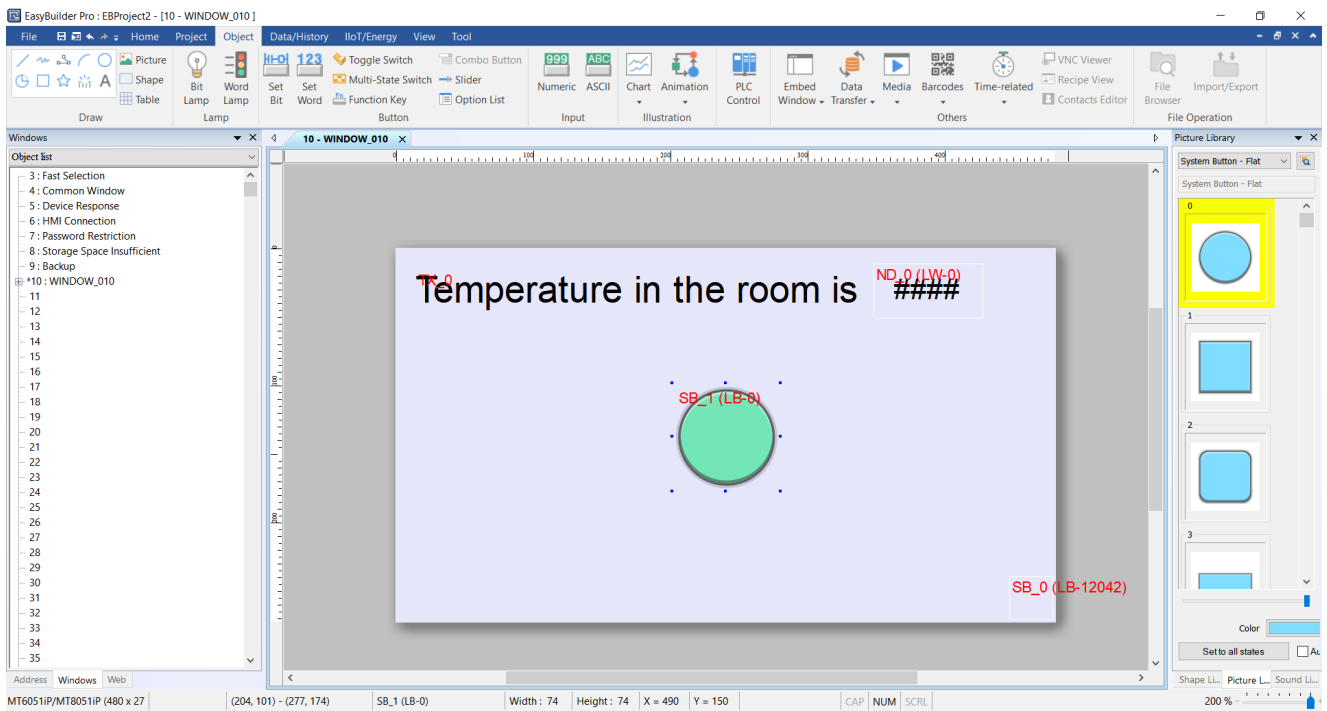 EasyBuilder Pro : EBProject2 - [10 - WINDOW_010 ]
File Home Project Object Data/History IIoT/Energy View Tool
Picture
Shape
Table
Draw
Bit Lamp
Word Lamp
Lamp
Set Bit
Set Word
Toggle Switch
Multi-State Switch
Function Key
Combo Button
Slider
Option List
Button
999
Numeric
ABC
ASCII
Input
Chart
Animation
Illustration
PLC Control
Embed Window
Data Transfer
Media
Barcodes
Time-related
VNC Viewer
Recipe View
Contacts Editor
Others
File Browser
Import/Export
File Operation
Windows
Object list
3 : Fast Selection
4 : Common Window
5 : Device Response
6 : HMI Connection
7 : Password Restriction
8 : Storage Space Insufficient
9 : Backup
*10 : WINDOW_010
11
12
13
14
15
16
17
18
19
20
21
22
23
24
25
26
27
28
29
30
31
32
33
34
35
Address Windows Web
10 - WINDOW_010
0 100 200 300 400
0
100
200
TX_0
Temperature in the room is
ND_0 (LW-0)
####
SB_1 (LB-0)
SB_0 (LB-12042)
Picture Library
System Button - Flat
System Button - Flat
0
1
2
3
Color
Set to all states
Au
Shape Li... Picture L... Sound Li...
MT6051iP/MT8051iP (480 x 27 (204, 101) - (277, 174) SB_1 (LB-0) Width : 74 Height : 74 X = 490 Y = 150 CAP NUM SCRL 200 %